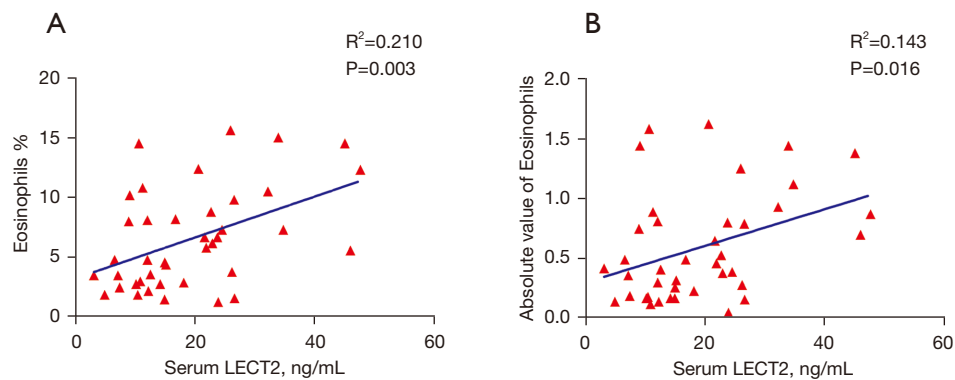 A
R²=0.210
P=0.003
20
15
10
5
0
Eosinophils %
0 20 40 60
Serum LECT2, ng/mL
B
R²=0.143
P=0.016
2.0
1.5
1.0
0.5
0.0
Absolute value of Eosinophils
0 20 40 60
Serum LECT2, ng/mL